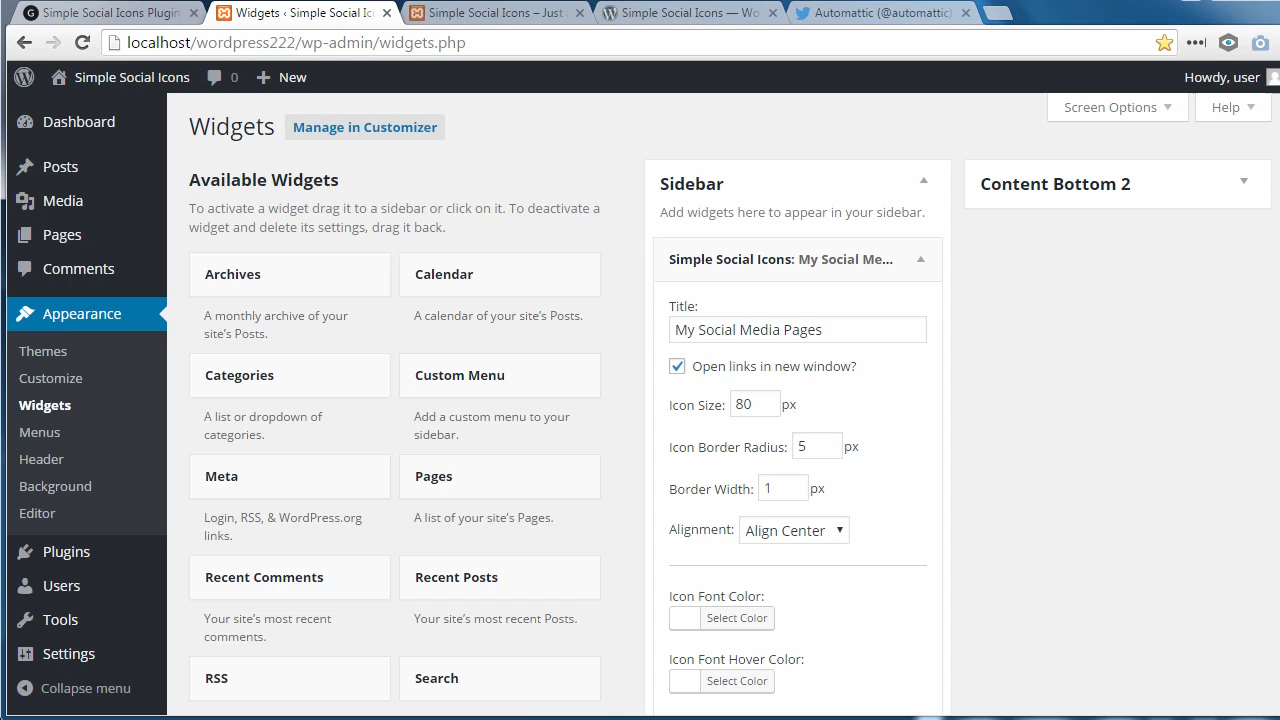 Simple Social Icons Plugin
Widgets ‹ Simple Social Ico
Simple Social Icons – Just a
Simple Social Icons — Wo
Automattic (@automattic)
localhost/wordpress222/wp-admin/widgets.php
Simple Social Icons
0
New
Howdy, user
Screen Options
Help
Dashboard
Posts
Media
Pages
Comments
Appearance
Themes
Customize
Widgets
Menus
Header
Background
Editor
Plugins
Users
Tools
Settings
Collapse menu
Widgets
Manage in Customizer
Available Widgets
To activate a widget drag it to a sidebar or click on it. To deactivate a
widget and delete its settings, drag it back.
Archives
A monthly archive of your
site's Posts.
Calendar
A calendar of your site's Posts.
Categories
A list or dropdown of
categories.
Custom Menu
Add a custom menu to your
sidebar.
Meta
Login, RSS, & WordPress.org
links.
Pages
A list of your site's Pages.
Recent Comments
Your site's most recent
comments.
Recent Posts
Your site's most recent Posts.
RSS
Search
Sidebar
Add widgets here to appear in your sidebar.
Simple Social Icons: My Social Me...
Title:
My Social Media Pages
Open links in new window?
Icon Size: 80 px
Icon Border Radius: 5 px
Border Width: 1 px
Alignment: Align Center
Icon Font Color:
Select Color
Icon Font Hover Color:
Select Color
Content Bottom 2